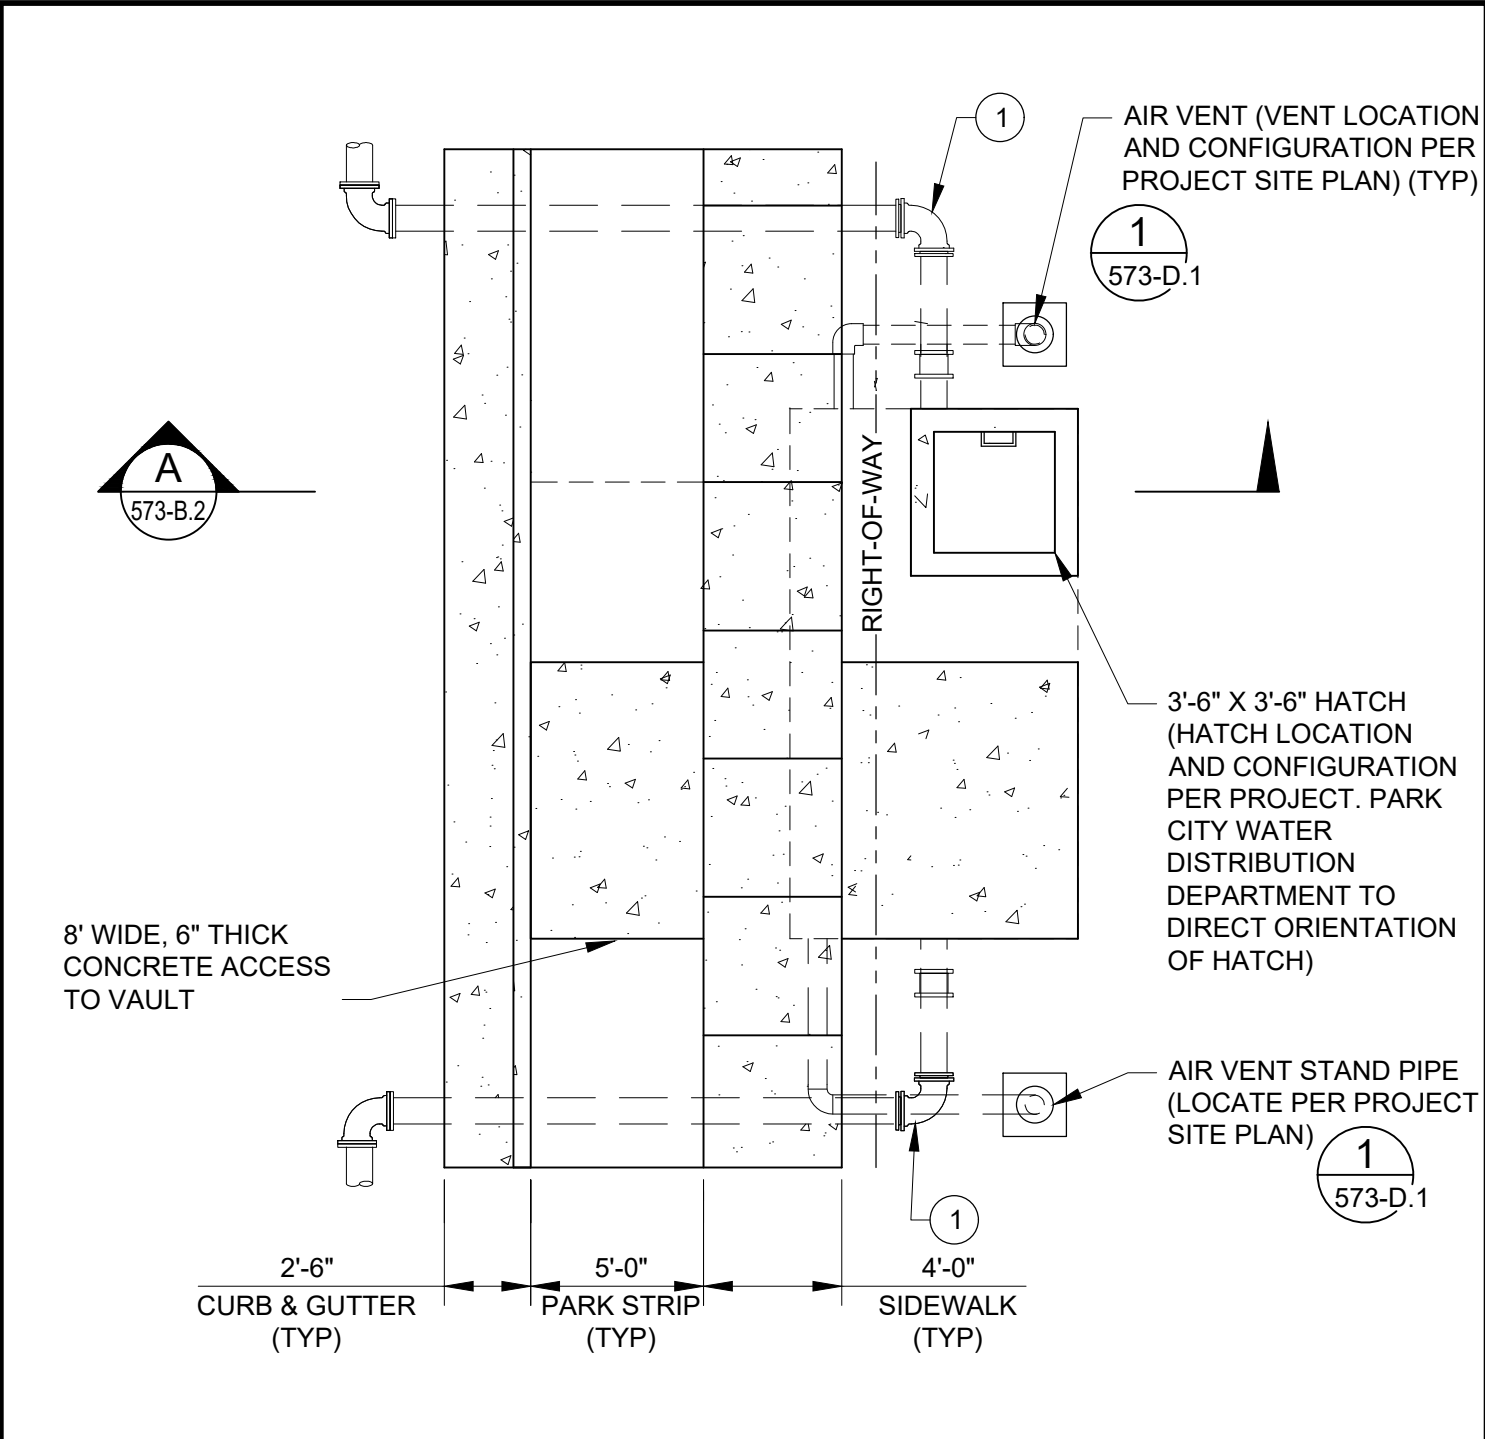 1
AIR VENT (VENT LOCATION
AND CONFIGURATION PER
PROJECT SITE PLAN) (TYP)
1
573-D.1
A
573-B.2
RIGHT-OF-WAY
3'-6" X 3'-6" HATCH
(HATCH LOCATION
AND CONFIGURATION
PER PROJECT. PARK
CITY WATER
DISTRIBUTION
DEPARTMENT TO
DIRECT ORIENTATION
OF HATCH)
8' WIDE, 6" THICK
CONCRETE ACCESS
TO VAULT
AIR VENT STAND PIPE
(LOCATE PER PROJECT
SITE PLAN)
1
573-D.1
1
2'-6"
CURB & GUTTER
(TYP)
5'-0"
PARK STRIP
(TYP)
4'-0"
SIDEWALK
(TYP)